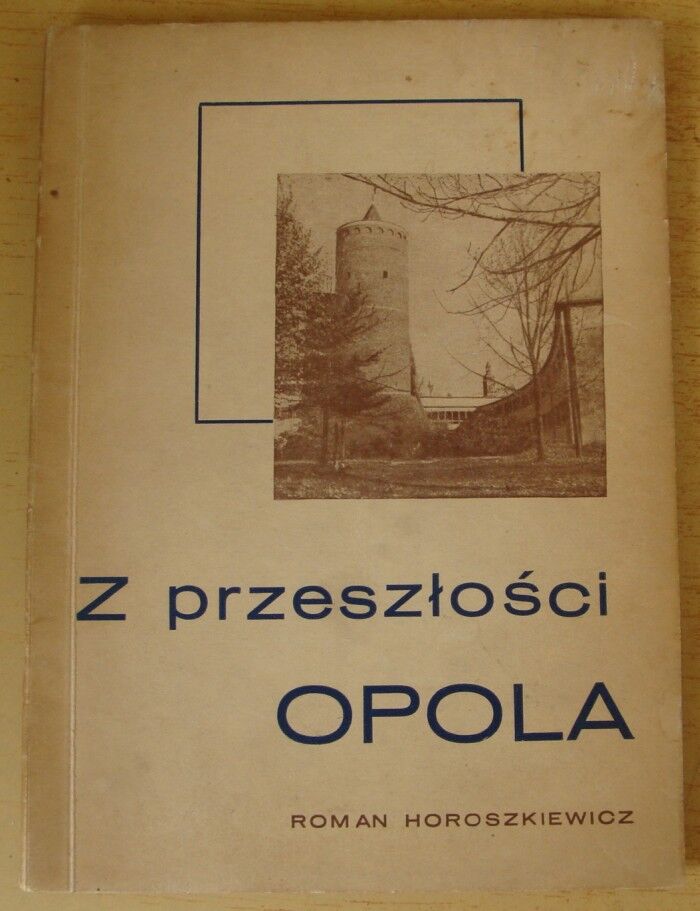 Z przeszłości
OPOLA
ROMAN HOROSZKIEWICZ